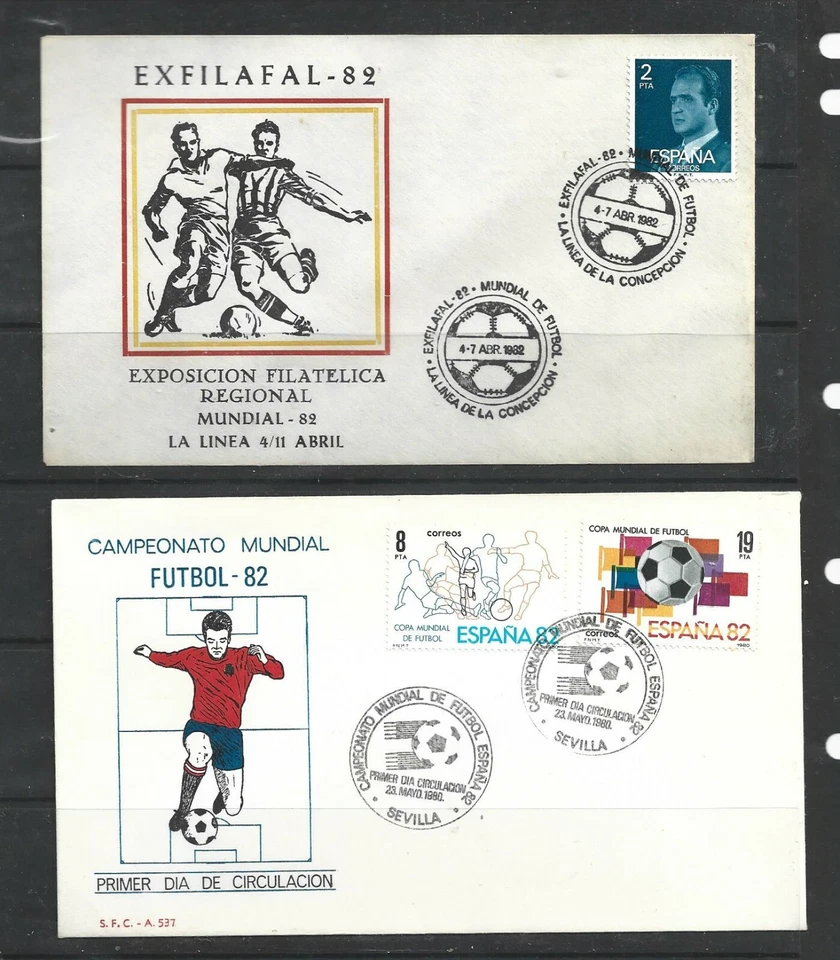 EXFILAFAL - 82
2
PTA
ESPAÑA
CORREOS
EXFILAFAL-82 • MUNDIAL DE FUTBOL •
4-7 ABR. 1982
LA LINEA DE LA CONCEPCION •
EXFILAFAL-82 • MUNDIAL DE FUTBOL •
4-7 ABR. 1982
LA LINEA DE LA CONCEPCION •
EXPOSICION FILATELICA
REGIONAL
MUNDIAL - 82
LA LINEA 4/11 ABRIL
CAMPEONATO MUNDIAL
FUTBOL - 82
8
PTA
correos
COPA MUNDIAL
DE FUTBOL
ESPAÑA 82
F.N.M.T.
COPA MUNDIAL DE FUTBOL
19
PTA
correos
ESPAÑA 82
F.N.M.T.
1980
CAMPEONATO MUNDIAL DE FUTBOL ESPAÑA 82
PRIMER DIA CIRCULACION
23. MAYO. 1980.
• SEVILLA •
CAMPEONATO MUNDIAL DE FUTBOL ESPAÑA 82
PRIMER DIA CIRCULACION
23. MAYO. 1980.
• SEVILLA •
PRIMER DIA DE CIRCULACION
S. F. C. - A. 537